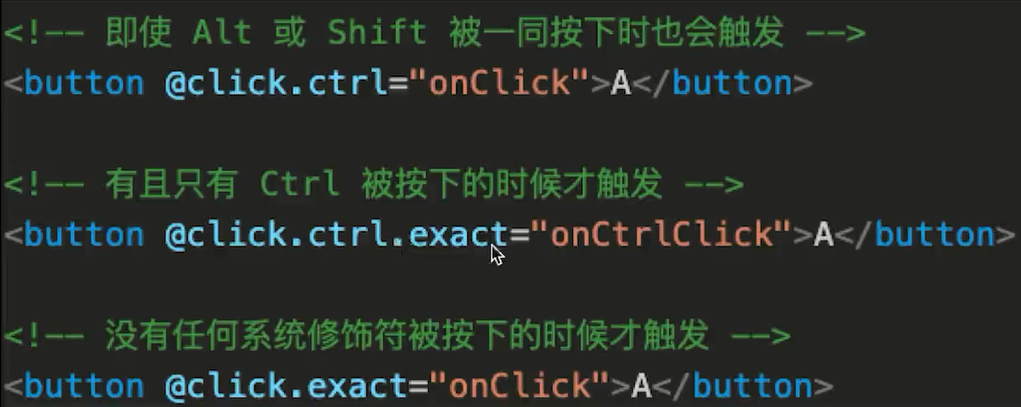 <!-- 即使 Alt 或 Shift 被一同按下时也会触发 -->
<button @click.ctrl="onClick">A</button>
<!-- 有且只有 Ctrl 被按下的时候才触发 -->
<button @click.ctrl.exact="onCtrlClick">A</button>
<!-- 没有任何系统修饰符被按下的时候才触发 -->
<button @click.exact="onClick">A</button>